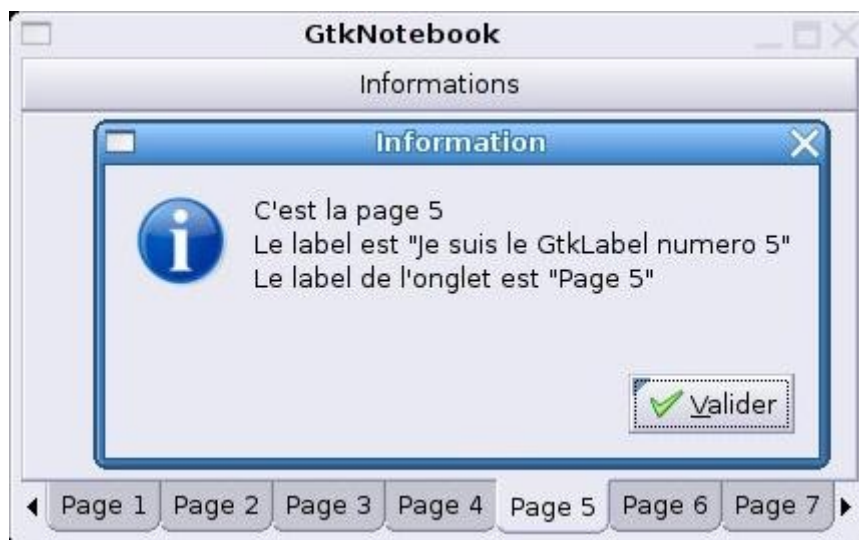 GtkNotebook
Informations
Information
C'est la page 5
Le label est "Je suis le GtkLabel numero 5"
Le label de l'onglet est "Page 5"
Valider
Page 1 Page 2 Page 3 Page 4 Page 5 Page 6 Page 7